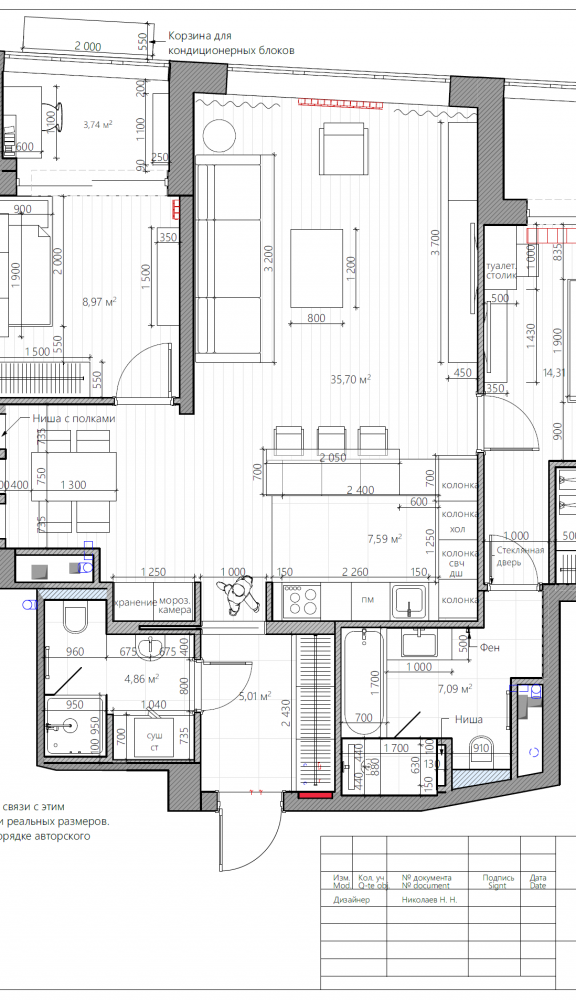 Корзина для
кондиционерных блоков
2 000
550
200
1 100
1 100
3,74 м²
600
250
90
900
350
2 000
1 900
1 500
8,97 м²
550
1 500
550
3 200
1 200
800
3 700
35,70 м²
450
туалет.
столик
1 000
835
500
1 430
1 900
14,31
350
900
Ниша с полками
735
750
400
1 300
735
700
2 050
2 400
700
600
7,59 м²
1 250
колонка
колонка
хол
колонка
свч
дш
колонка
1 000
500
Стеклянная
дверь
1 250
1 000
150
2 260
150
хранение
мороз.
камера
пм
960
675
675
400
4,86 м²
800
950
1 040
950
100
700
суш
ст
735
5,01 м²
2 430
1 700
700
1 000
500
Фен
7,09 м²
Ниша
1 700
100
910
440
880
440
630
130
150
связи с этим
и реальных размеров.
орядке авторского
Изм. Кол. уч № документа Подпись Дата
Mod. Q-te obj. № document Signt Date
Дизайнер Николаев Н. Н.